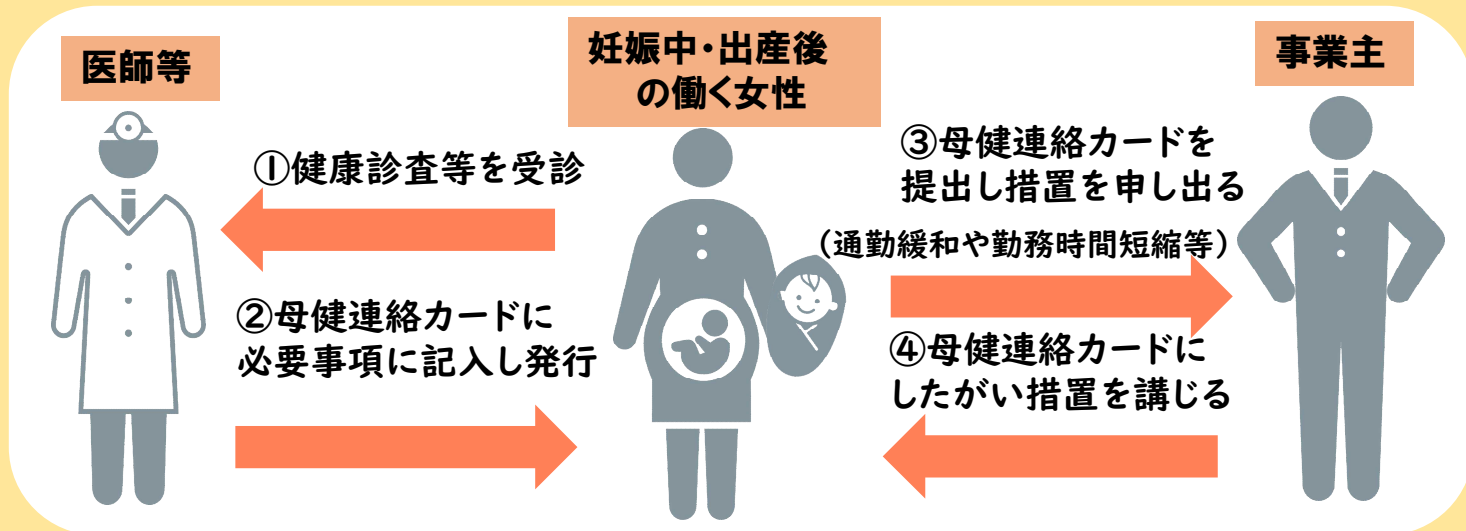 医師等
妊娠中・出産後
の働く女性
事業主
①健康診査等を受診
②母健連絡カードに
必要事項に記入し発行
③母健連絡カードを
提出し措置を申し出る
（通勤緩和や勤務時間短縮等）
④母健連絡カードに
したがい措置を講じる